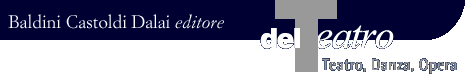 Baldini Castoldi Dalai editore
delTeatro
Teatro, Danza, Opera